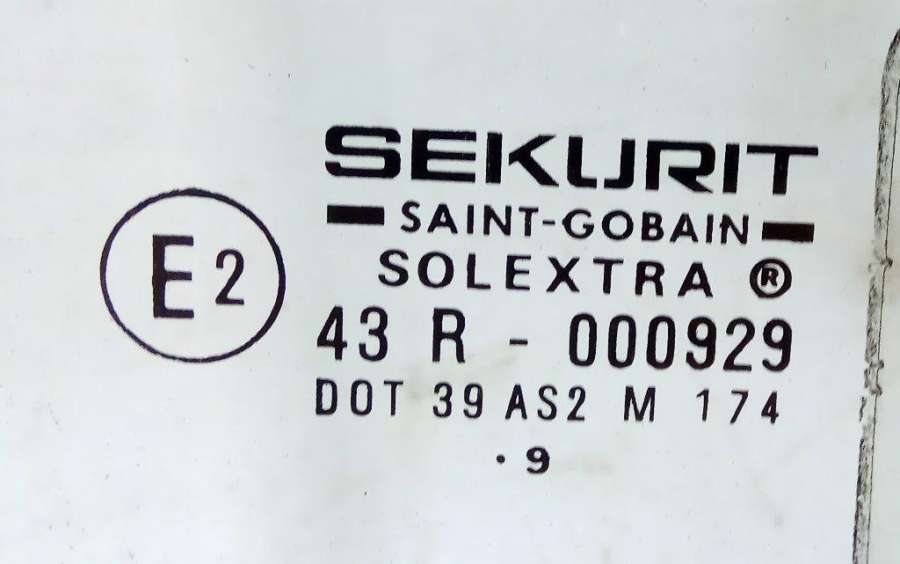 SEKURIT
SAINT-GOBAIN
SOLEXTRA ®
E2
43 R - 000929
DOT 39 AS2 M 174
· 9